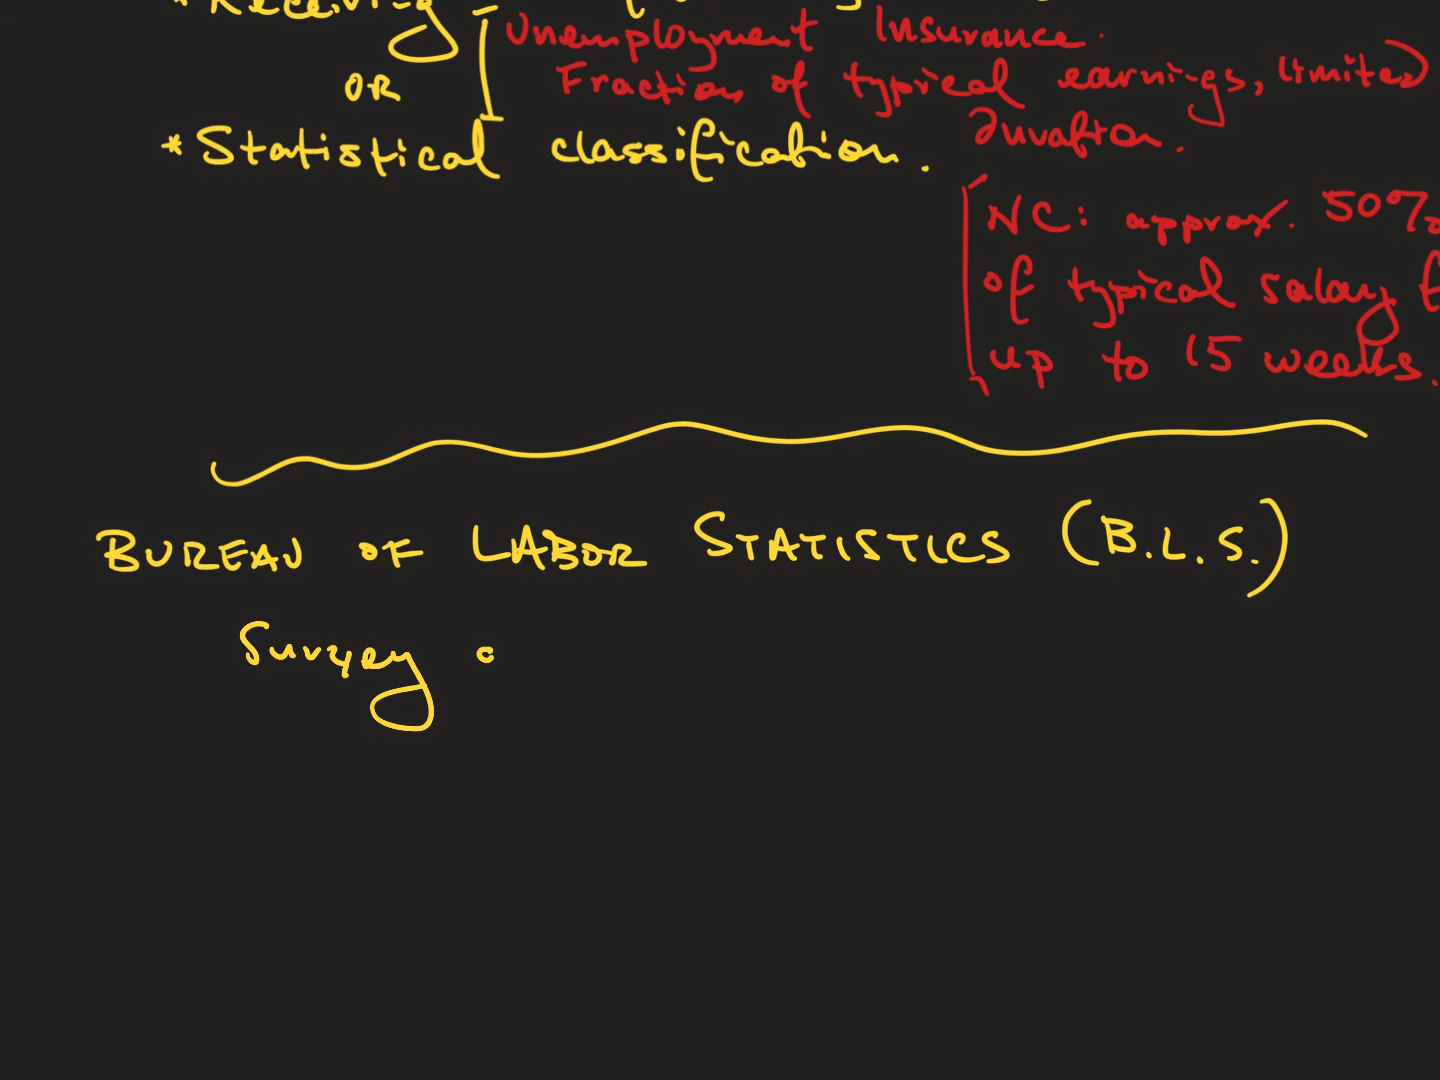 * Receiving
Unemployment Insurance.
OR
Fraction of typical earnings, limited
duration.
* Statistical classification.
NC: approx. 50%
of typical salary f
up to 15 weeks.
BUREAU OF LABOR STATISTICS (B.L.S.)
Survey o